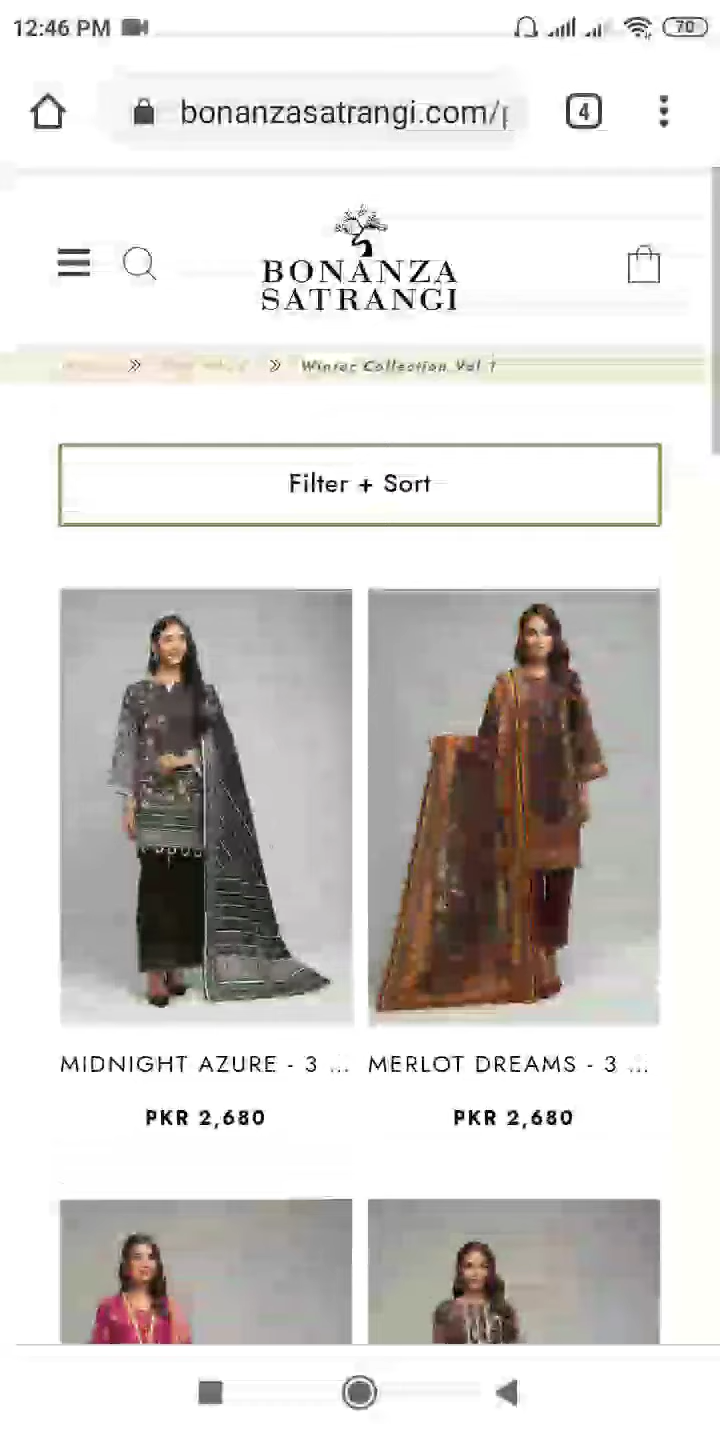 12:46 PM 70
bonanzasatrangi.com/p
4
BONANZA
SATRANGI
» » Winter Collection Vol 1
Filter + Sort
MIDNIGHT AZURE - 3 ... MERLOT DREAMS - 3 ...
PKR 2,680 PKR 2,680